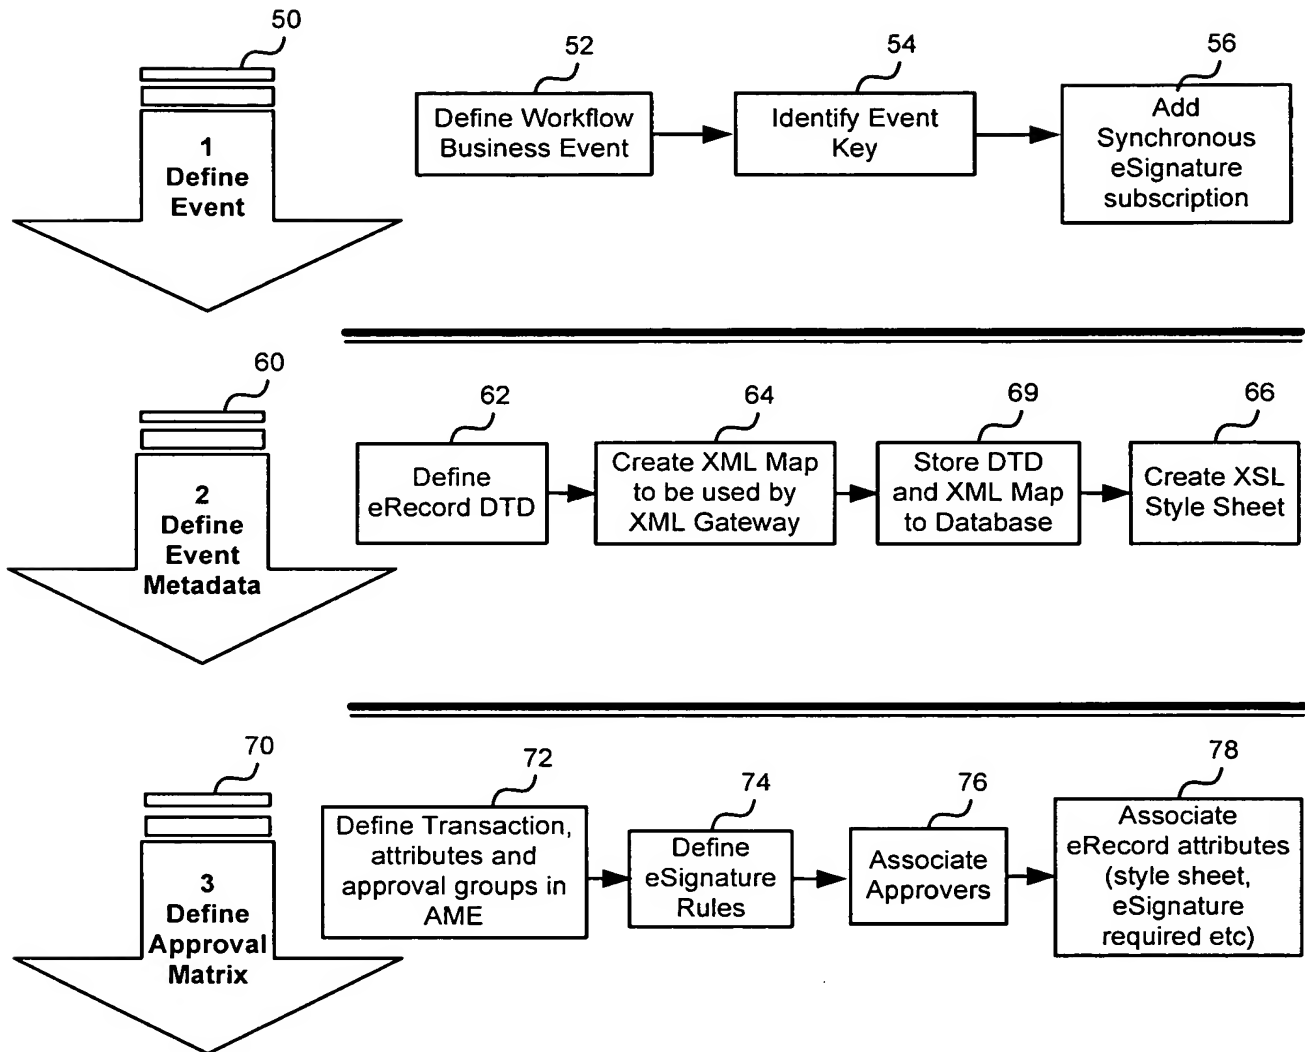 50
52
54
56
1
Define
Event
Define Workflow
Business Event
Identify Event
Key
Add
Synchronous
eSignature
subscription
60
62
64
69
66
2
Define
Event
Metadata
Define
eRecord DTD
Create XML Map
to be used by
XML Gateway
Store DTD
and XML Map
to Database
Create XSL
Style Sheet
70
72
74
76
78
3
Define
Approval
Matrix
Define Transaction,
attributes and
approval groups in
AME
Define
eSignature
Rules
Associate
Approvers
Associate
eRecord attributes
(style sheet,
eSignature
required etc)